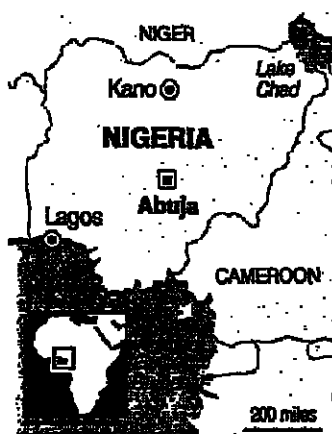 NIGER
Lake
Chad
Kano
NIGERIA
Abuja
Lagos
CAMEROON
200 miles